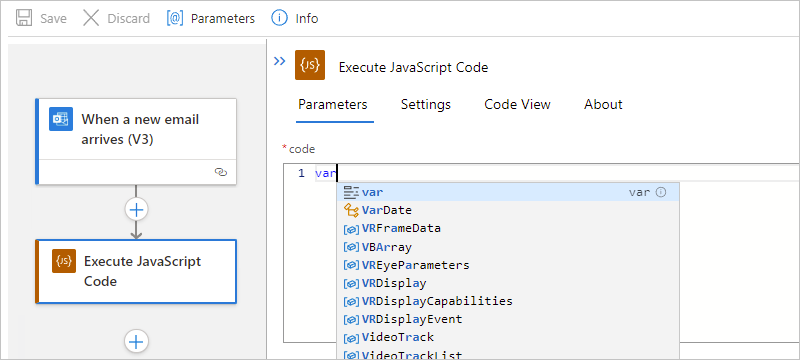 Save Discard [@] Parameters Info
When a new email
arrives (V3)
Execute JavaScript
Code
{JS} Execute JavaScript Code
Parameters Settings Code View About
* code
1 var
var var
VarDate
VRFrameData
VBArray
VREyeParameters
VRDisplay
VRDisplayCapabilities
VRDisplayEvent
VideoTrack
VideoTrackList